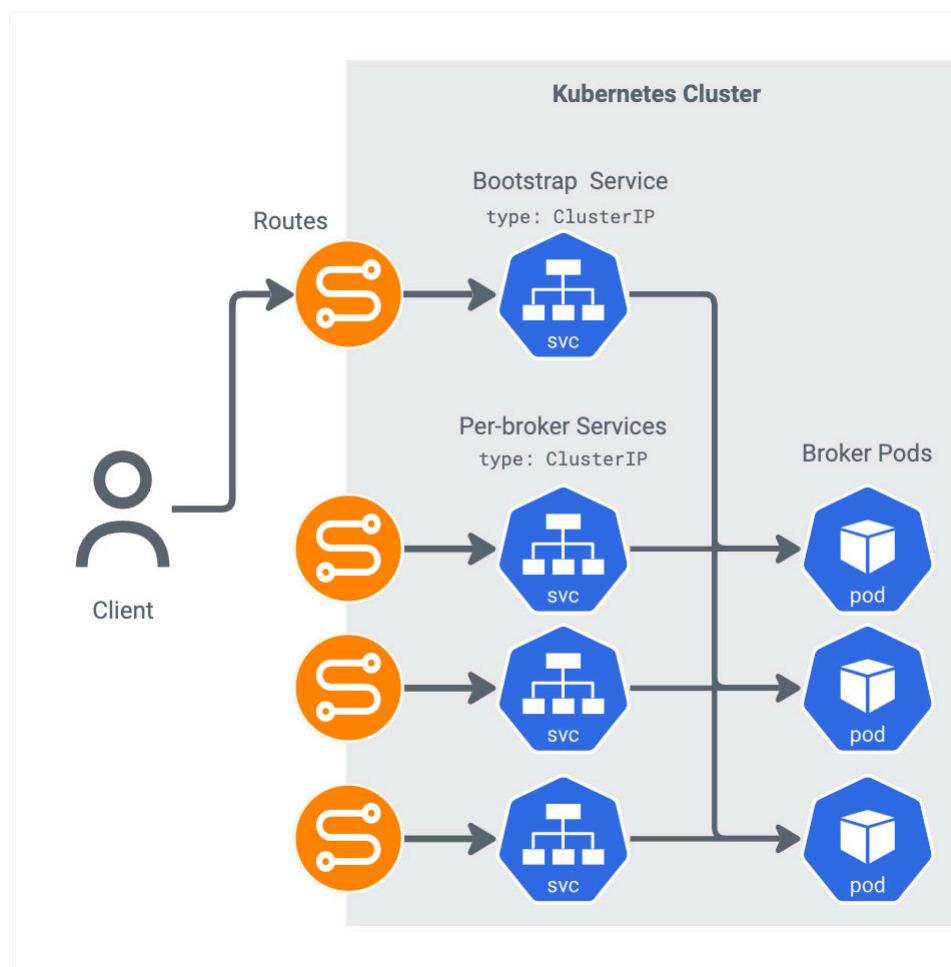 Kubernetes Cluster
Bootstrap Service
type: ClusterIP
Routes
svc
Per-broker Services
type: ClusterIP
Broker Pods
svc
pod
Client
svc
pod
svc
pod